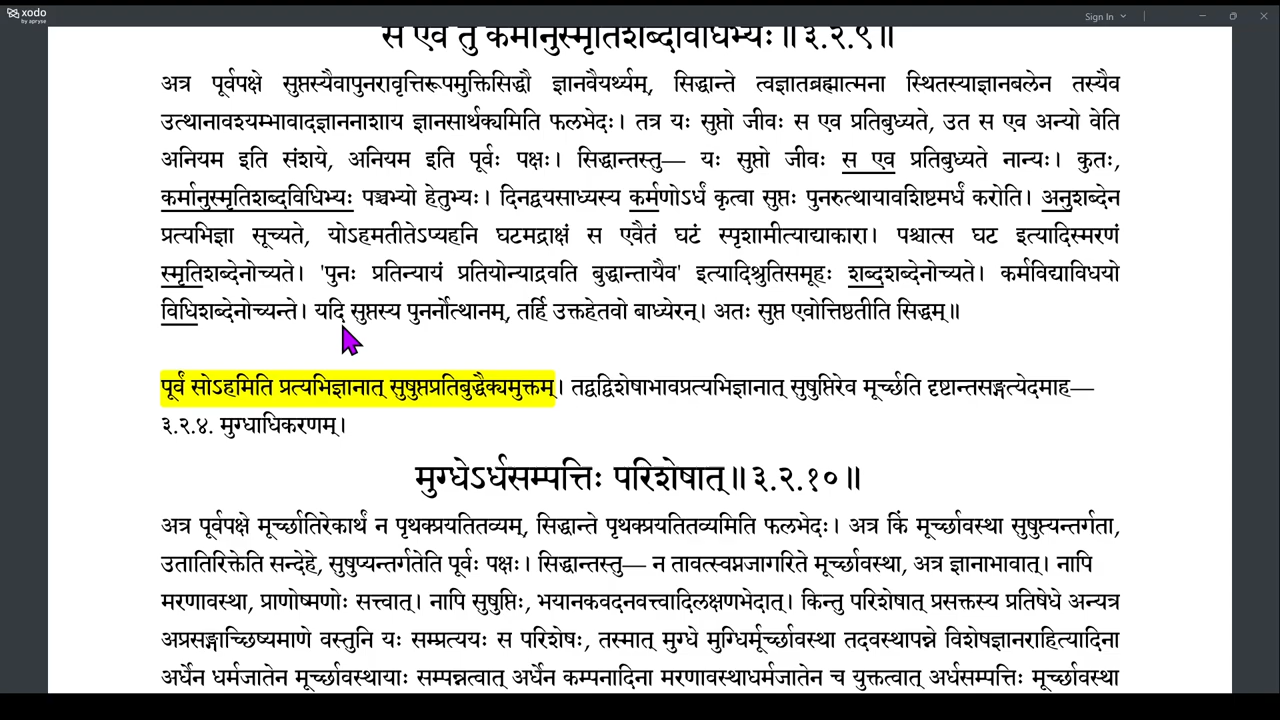 xodo
by apryse
Sign In
स एव तु कर्मानुस्मृतिशब्दविधिभ्यः॥३.२.९॥
अत्र पूर्वपक्षे सुप्तस्यैवापुनरावृत्तिरूपमुक्तिसिद्धौ ज्ञानवैयर्थ्यम्, सिद्धान्ते त्वज्ञातब्रह्मात्मना स्थितस्याज्ञानबलेन तस्यैव
उत्थानावश्यम्भावादज्ञाननाशाय ज्ञानसार्थक्यमिति फलभेदः। तत्र यः सुप्तो जीवः स एव प्रतिबुध्यते, उत स एव अन्यो वेति
अनियम इति संशये, अनियम इति पूर्वः पक्षः। सिद्धान्तस्तु— यः सुप्तो जीवः स एव प्रतिबुध्यते नान्यः। कुतः,
कर्मानुस्मृतिशब्दविधिभ्यः पञ्चभ्यो हेतुभ्यः। दिनद्वयसाध्यस्य कर्मणोऽर्धं कृत्वा सुप्तः पुनरुत्थायावशिष्टमर्धं करोति। अनुशब्देन
प्रत्यभिज्ञा सूच्यते, योऽहमतीतेऽप्यहनि घटमद्राक्षं स एवैतं घटं स्पृशामीत्याद्याकारा। पश्चात्स घट इत्यादिस्मरणं
स्मृतिशब्देनोच्यते। 'पुनः प्रतिन्यायं प्रतियोन्याद्रवति बुद्धान्तायैव' इत्यादिश्रुतिसमूहः शब्दशब्देनोच्यते। कर्मविद्याविधयो
विधिशब्देनोच्यन्ते। यदि सुप्तस्य पुनर्नोत्थानम्, तर्हि उक्तहेतवो बाध्येरन्। अतः सुप्त एवोत्तिष्ठतीति सिद्धम्॥
पूर्वं सोऽहमिति प्रत्यभिज्ञानात् सुषुप्तप्रतिबुद्धैक्यमुक्तम्। तद्वद्विशेषाभावप्रत्यभिज्ञानात् सुषुप्तिरेव मूर्च्छति दृष्टान्तसङ्गत्येदमाह—
३.२.४. मुग्धाधिकरणम्।
मुग्धेऽर्धसम्पत्तिः परिशेषात्॥३.२.१०॥
अत्र पूर्वपक्षे मूर्च्छातिरेकार्थं न पृथक्प्रयतितव्यम्, सिद्धान्ते पृथक्प्रयतितव्यमिति फलभेदः। अत्र किं मूर्च्छावस्था सुषुप्त्यन्तर्गता,
उतातिरिक्तेति सन्देहे, सुषुप्यन्तर्गतेति पूर्वः पक्षः। सिद्धान्तस्तु— न तावत्स्वप्नजागरिते मूर्च्छावस्था, अत्र ज्ञानाभावात्। नापि
मरणावस्था, प्राणोष्मणोः सत्त्वात्। नापि सुषुप्तिः, भयानकवदनवत्त्वादिलक्षणभेदात्। किन्तु परिशेषात् प्रसक्तस्य प्रतिषेधे अन्यत्र
अप्रसङ्गाच्छिष्यमाणे वस्तुनि यः सम्प्रत्ययः स परिशेषः, तस्मात् मुग्धे मुग्धिर्मूर्च्छावस्था तदवस्थापन्ने विशेषज्ञानराहित्यादिना
अर्धेन धर्मजातेन मूर्च्छावस्थायाः सम्पन्नत्वात् अर्धेन कम्पनादिना मरणावस्थाधर्मजातेन च युक्तत्वात् अर्धसम्पत्तिः मूर्च्छावस्था